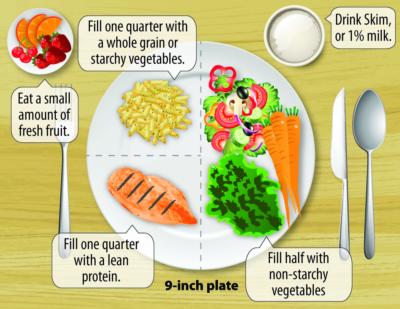 Fill one quarter with
a whole grain or
starchy vegetables.
Drink Skim,
or 1% milk.
Eat a small
amount of
fresh fruit.
Fill one quarter
with a lean
protein.
9-inch plate
Fill half with
non-starchy
vegetables